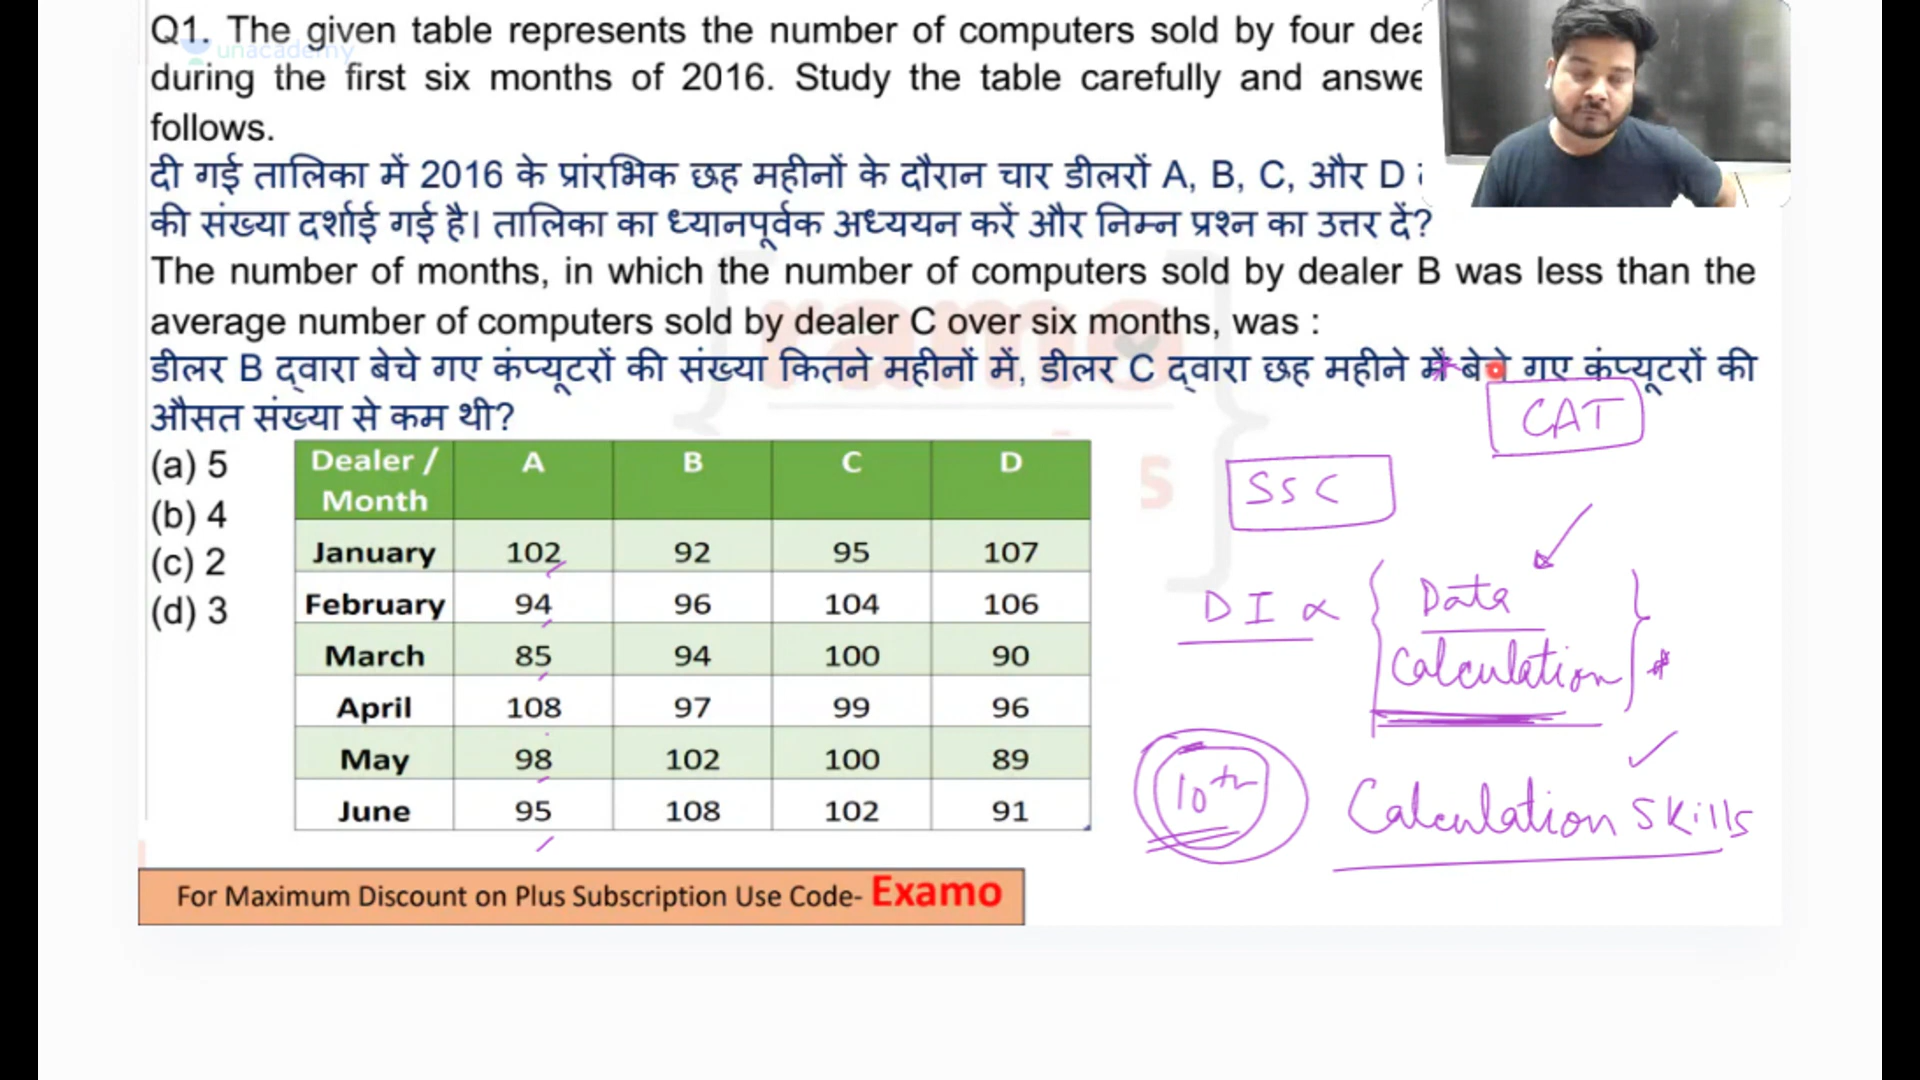 Q1. The given table represents the number of computers sold by four dea
unacademy
during the first six months of 2016. Study the table carefully and answe
follows.
दी गई तालिका में 2016 के प्रांरभिक छह महीनों के दौरान चार डीलरों A, B, C, और D
की संख्या दर्शाई गई है। तालिका का ध्यानपूर्वक अध्ययन करें और निम्न प्रश्न का उत्तर दें?
The number of months, in which the number of computers sold by dealer B was less than the
average number of computers sold by dealer C over six months, was :
डीलर B द्वारा बेचे गए कंप्यूटरों की संख्या कितने महीनों में, डीलर C द्वारा छह महीने में बेचे गए कंप्यूटरों की
औसत संख्या से कम थी?
CAT
(a) 5
(b) 4
(c) 2
(d) 3
Dealer / Month A B C D
January 102 92 95 107
February 94 96 104 106
March 85 94 100 90
April 108 97 99 96
May 98 102 100 89
June 95 108 102 91
SSC
DI ∝ { Data
Calculation } *
10th
Calculation Skills
For Maximum Discount on Plus Subscription Use Code- Examo